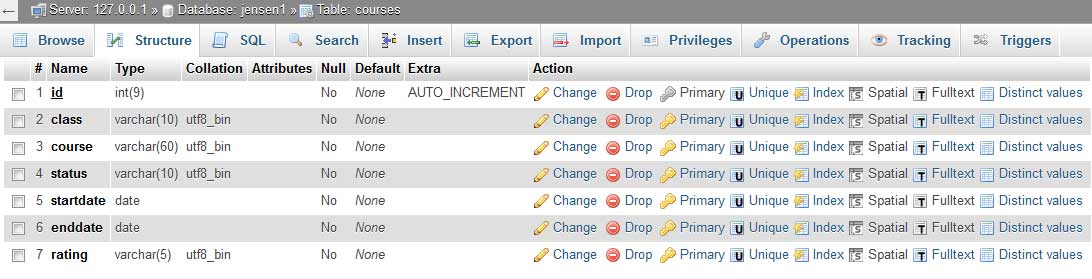 ← Server: 127.0.0.1 » Database: jensen1 » Table: courses
Browse Structure SQL Search Insert Export Import Privileges Operations Tracking Triggers
# Name Type Collation Attributes Null Default Extra Action
1 id int(9) No None AUTO_INCREMENT Change Drop Primary Unique Index Spatial Fulltext Distinct values
2 class varchar(10) utf8_bin No None Change Drop Primary Unique Index Spatial Fulltext Distinct values
3 course varchar(60) utf8_bin No None Change Drop Primary Unique Index Spatial Fulltext Distinct values
4 status varchar(10) utf8_bin No None Change Drop Primary Unique Index Spatial Fulltext Distinct values
5 startdate date No None Change Drop Primary Unique Index Spatial Fulltext Distinct values
6 enddate date No None Change Drop Primary Unique Index Spatial Fulltext Distinct values
7 rating varchar(5) utf8_bin No None Change Drop Primary Unique Index Spatial Fulltext Distinct values